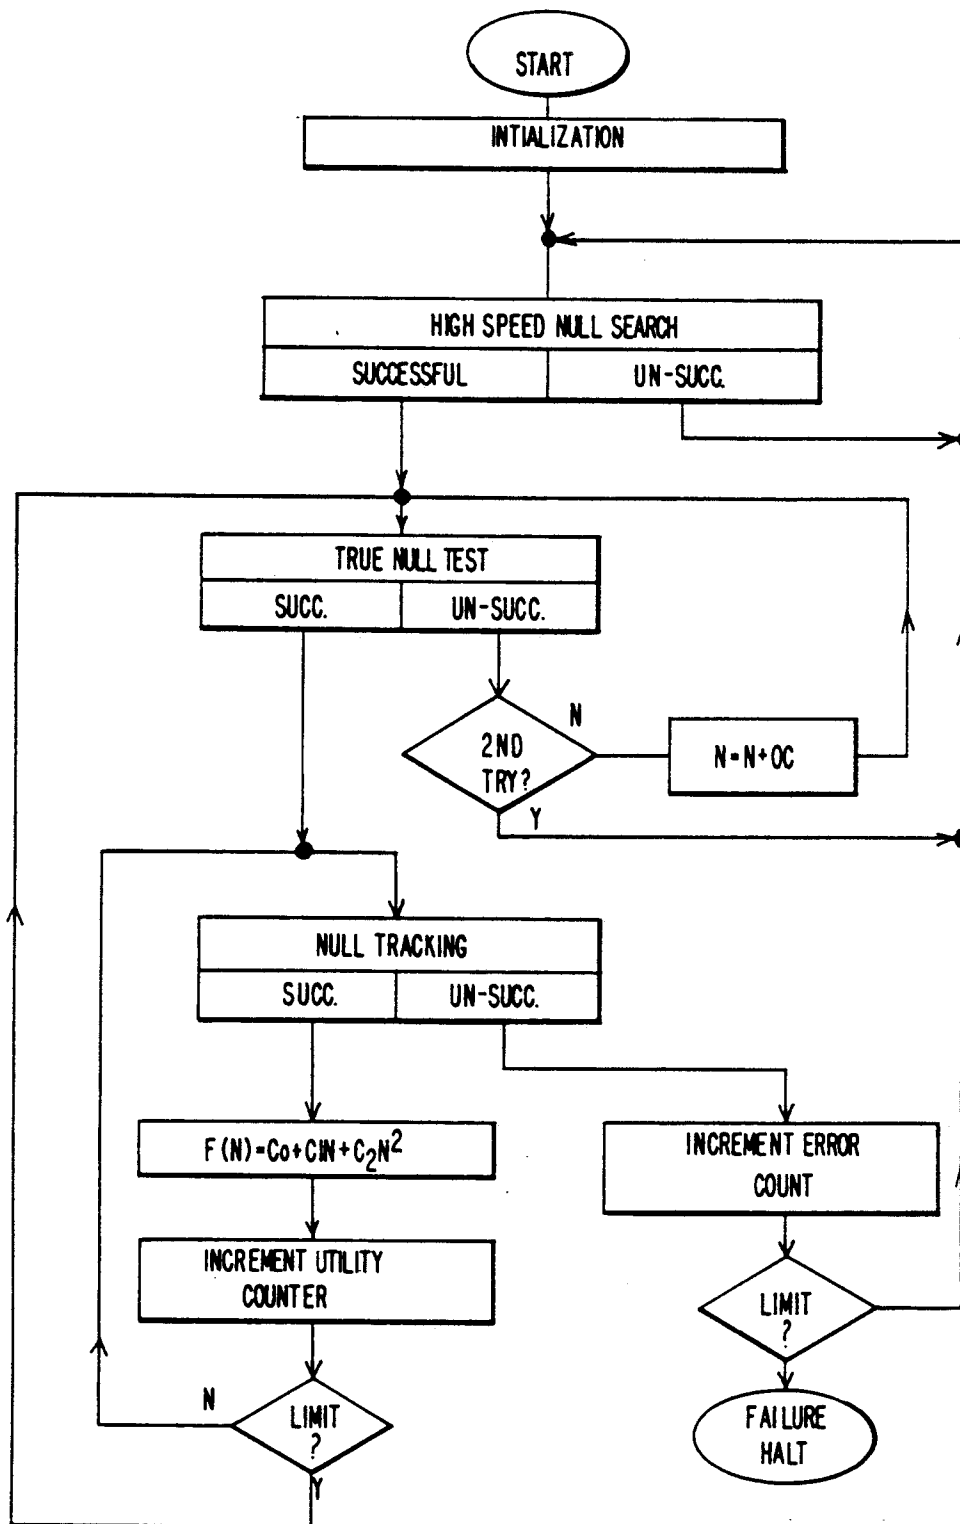 START
INTIALIZATION
HIGH SPEED NULL SEARCH
SUCCESSFUL
UN-SUCC.
TRUE NULL TEST
SUCC.
UN-SUCC.
N
2ND
TRY?
N=N+OC
Y
NULL TRACKING
SUCC.
UN-SUCC.
F(N)=Co+C1N+C₂N²
INCREMENT ERROR
COUNT
INCREMENT UTILITY
COUNTER
LIMIT
?
N
LIMIT
?
FAILURE
HALT
Y